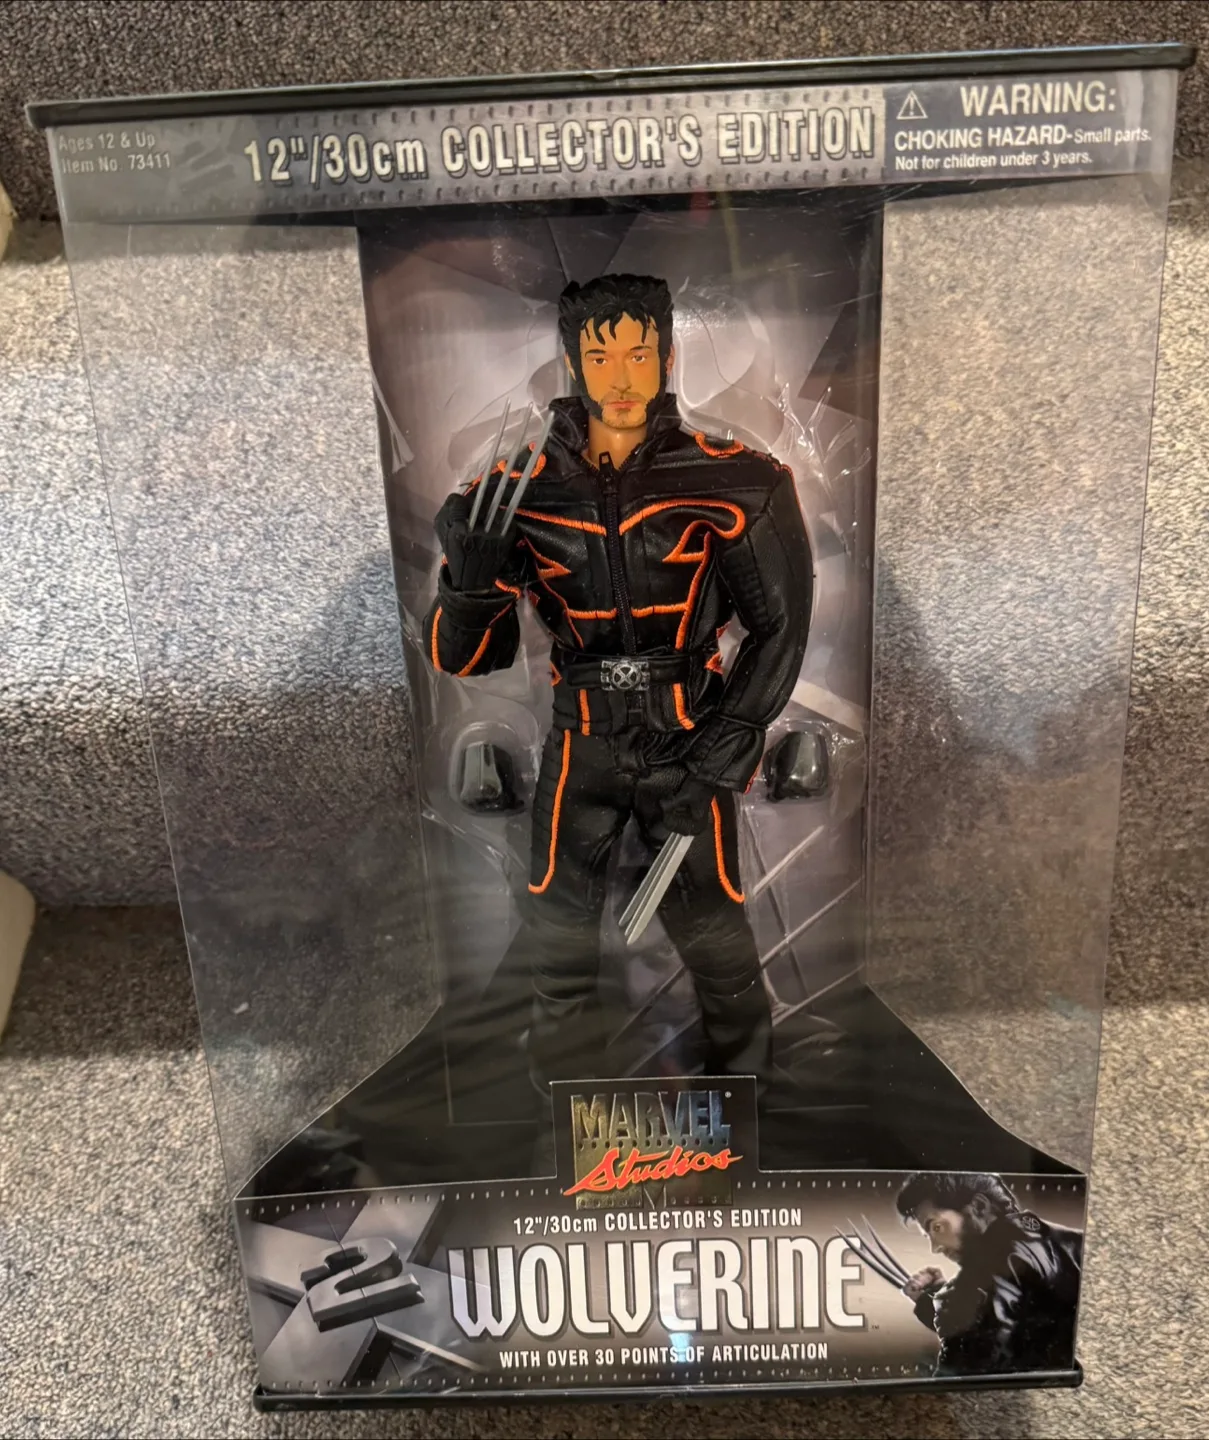 Ages 12 & Up
Item No. 73411
12"/30cm COLLECTOR'S EDITION
WARNING:
CHOKING HAZARD-Small parts.
Not for children under 3 years.
MARVEL®
Studios
12"/30cm COLLECTOR'S EDITION
2
WOLVERINE™
WITH OVER 30 POINTS OF ARTICULATION